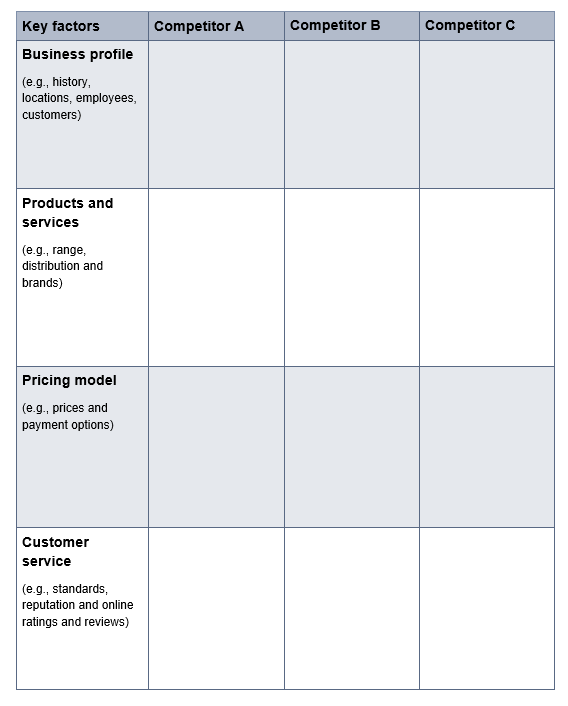 Key factors Competitor A Competitor B Competitor C
Business profile
(e.g., history,
locations, employees,
customers)
Products and
services
(e.g., range,
distribution and
brands)
Pricing model
(e.g., prices and
payment options)
Customer
service
(e.g., standards,
reputation and online
ratings and reviews)